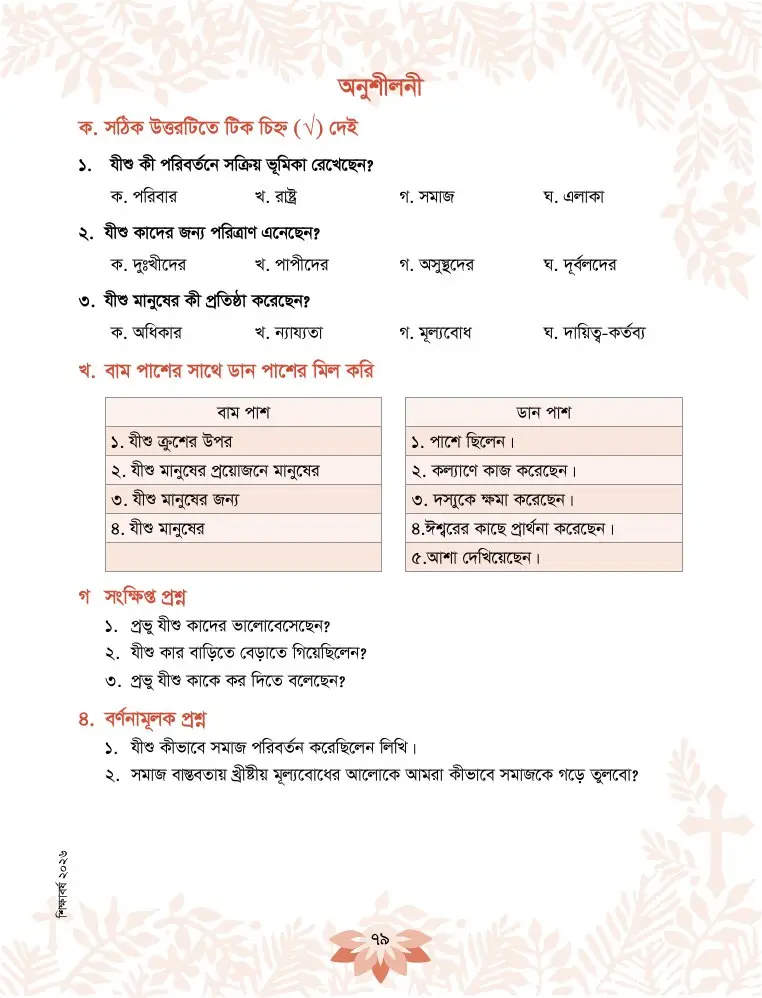 অনুশীলনী
ক. সঠিক উত্তরটিতে টিক চিহ্ন (√) দেই
১. যীশু কী পরিবর্তনে সক্রিয় ভূমিকা রেখেছেন?
ক. পরিবার খ. রাষ্ট্র গ. সমাজ ঘ. এলাকা
২. যীশু কাদের জন্য পরিত্রাণ এনেছেন?
ক. দুঃখীদের খ. পাপীদের গ. অসুস্থদের ঘ. দূর্বলদের
৩. যীশু মানুষের কী প্রতিষ্ঠা করেছেন?
ক. অধিকার খ. ন্যায্যতা গ. মূল্যবোধ ঘ. দায়িত্ব-কর্তব্য
খ. বাম পাশের সাথে ডান পাশের মিল করি
বাম পাশ
১. যীশু ক্রুশের উপর
২. যীশু মানুষের প্রয়োজনে মানুষের
৩. যীশু মানুষের জন্য
৪. যীশু মানুষের
ডান পাশ
১. পাশে ছিলেন।
২. কল্যাণে কাজ করেছেন।
৩. দস্যুকে ক্ষমা করেছেন।
৪.ঈশ্বরের কাছে প্রার্থনা করেছেন।
৫.আশা দেখিয়েছেন।
গ সংক্ষিপ্ত প্রশ্ন
১. প্রভু যীশু কাদের ভালোবেসেছেন?
২. যীশু কার বাড়িতে বেড়াতে গিয়েছিলেন?
৩. প্রভু যীশু কাকে কর দিতে বলেছেন?
৪. বর্ণনামূলক প্রশ্ন
১. যীশু কীভাবে সমাজ পরিবর্তন করেছিলেন লিখি।
২. সমাজ বাস্তবতায় খ্রীষ্টীয় মূল্যবোধের আলোকে আমরা কীভাবে সমাজকে গড়ে তুলবো?
শিক্ষাবর্ষ ২০২৬
৭৯